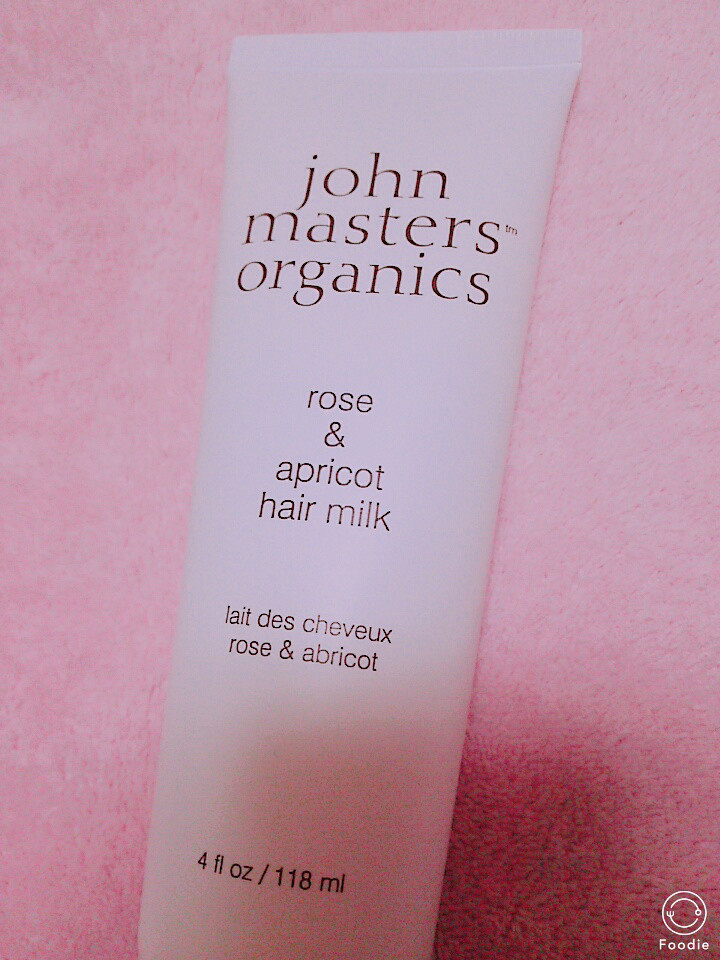 john
masters™
organics
rose
&
apricot
hair milk
lait des cheveux
rose & abricot
4 fl oz / 118 ml
Foodie